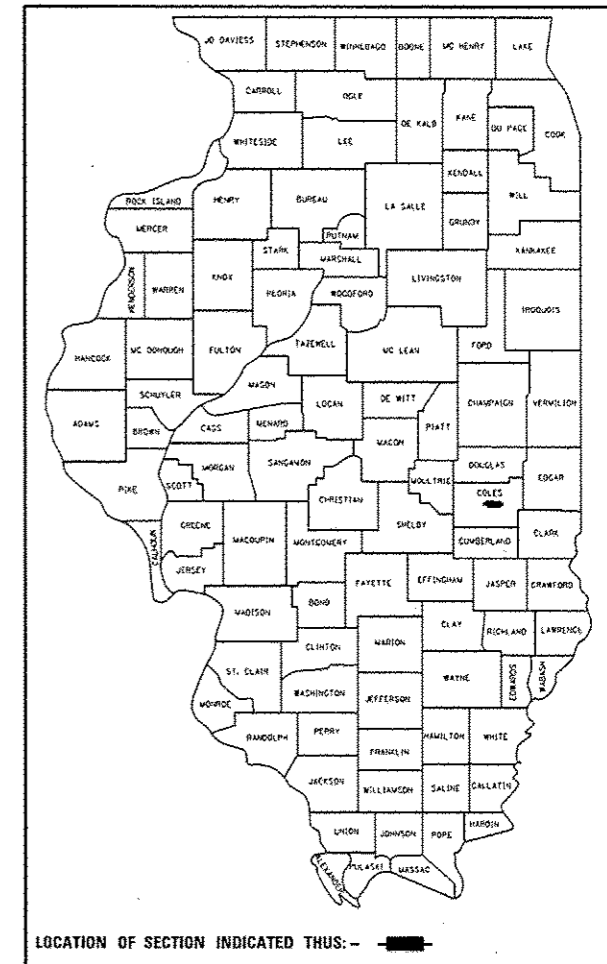 JO DAVIESS STEPHENSON WINNEBAGO BOONE MC HENRY LAKE
CARROLL OGLE DE KALB KANE DU PAGE COOK
WHITESIDE LEE KENDALL WILL
ROCK ISLAND HENRY BUREAU LA SALLE GRUNDY
MERCER PUTNAM KANKAKEE
STARK MARSHALL LIVINGSTON
HENDERSON WARREN KNOX PEORIA WOODFORD IROQUOIS
HANCOCK MC DONOUGH FULTON TAZEWELL MC LEAN FORD
SCHUYLER MASON LOGAN DE WITT CHAMPAIGN VERMILION
ADAMS BROWN CASS MENARD MACON PIATT
MORGAN SANGAMON MOULTRIE DOUGLAS EDGAR
PIKE SCOTT CHRISTIAN COLES
GREENE MACOUPIN MONTGOMERY SHELBY CUMBERLAND CLARK
CALHOUN JERSEY FAYETTE EFFINGHAM JASPER CRAWFORD
MADISON BOND CLAY RICHLAND LAWRENCE
CLINTON MARION
ST. CLAIR WASHINGTON JEFFERSON WAYNE EDWARDS WABASH
MONROE
RANDOLPH PERRY FRANKLIN HAMILTON WHITE
JACKSON WILLIAMSON SALINE GALLATIN
UNION JOHNSON POPE HARDIN
ALEXANDER PULASKI MASSAC
LOCATION OF SECTION INDICATED THUS: -